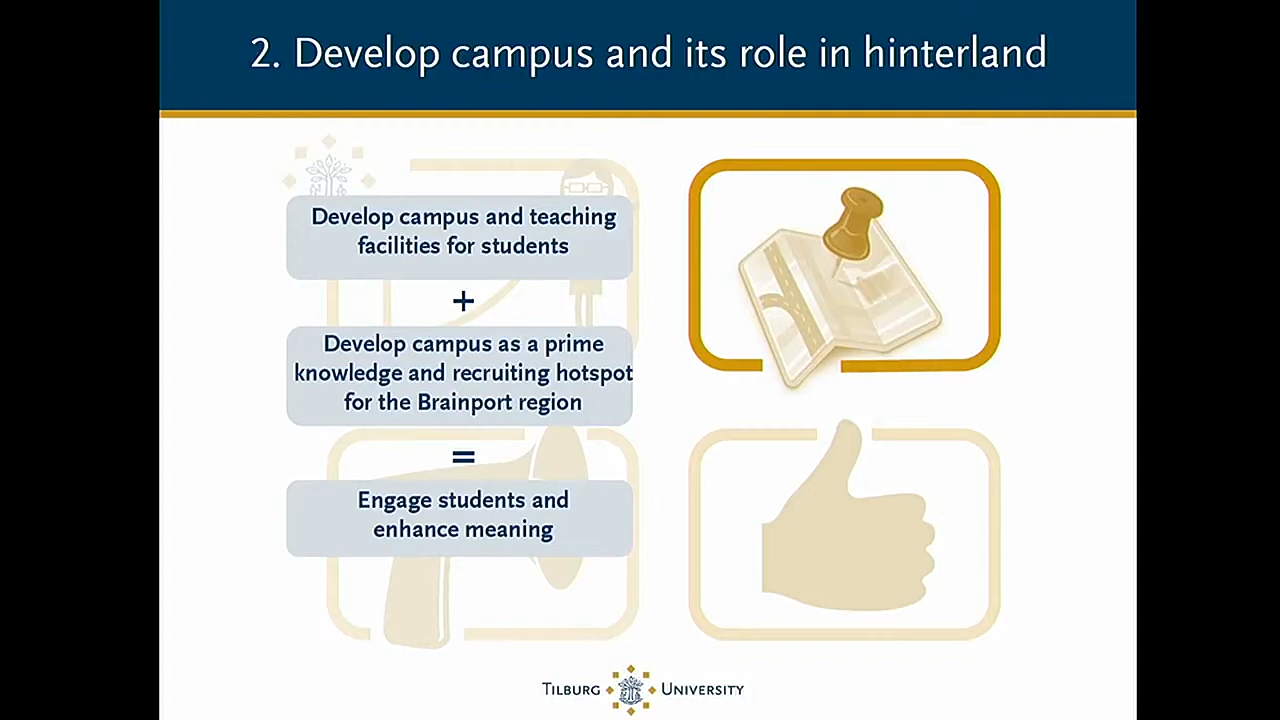 2. Develop campus and its role in hinterland
Develop campus and teaching
facilities for students
+
Develop campus as a prime
knowledge and recruiting hotspot
for the Brainport region
=
Engage students and
enhance meaning
TILBURG UNIVERSITY